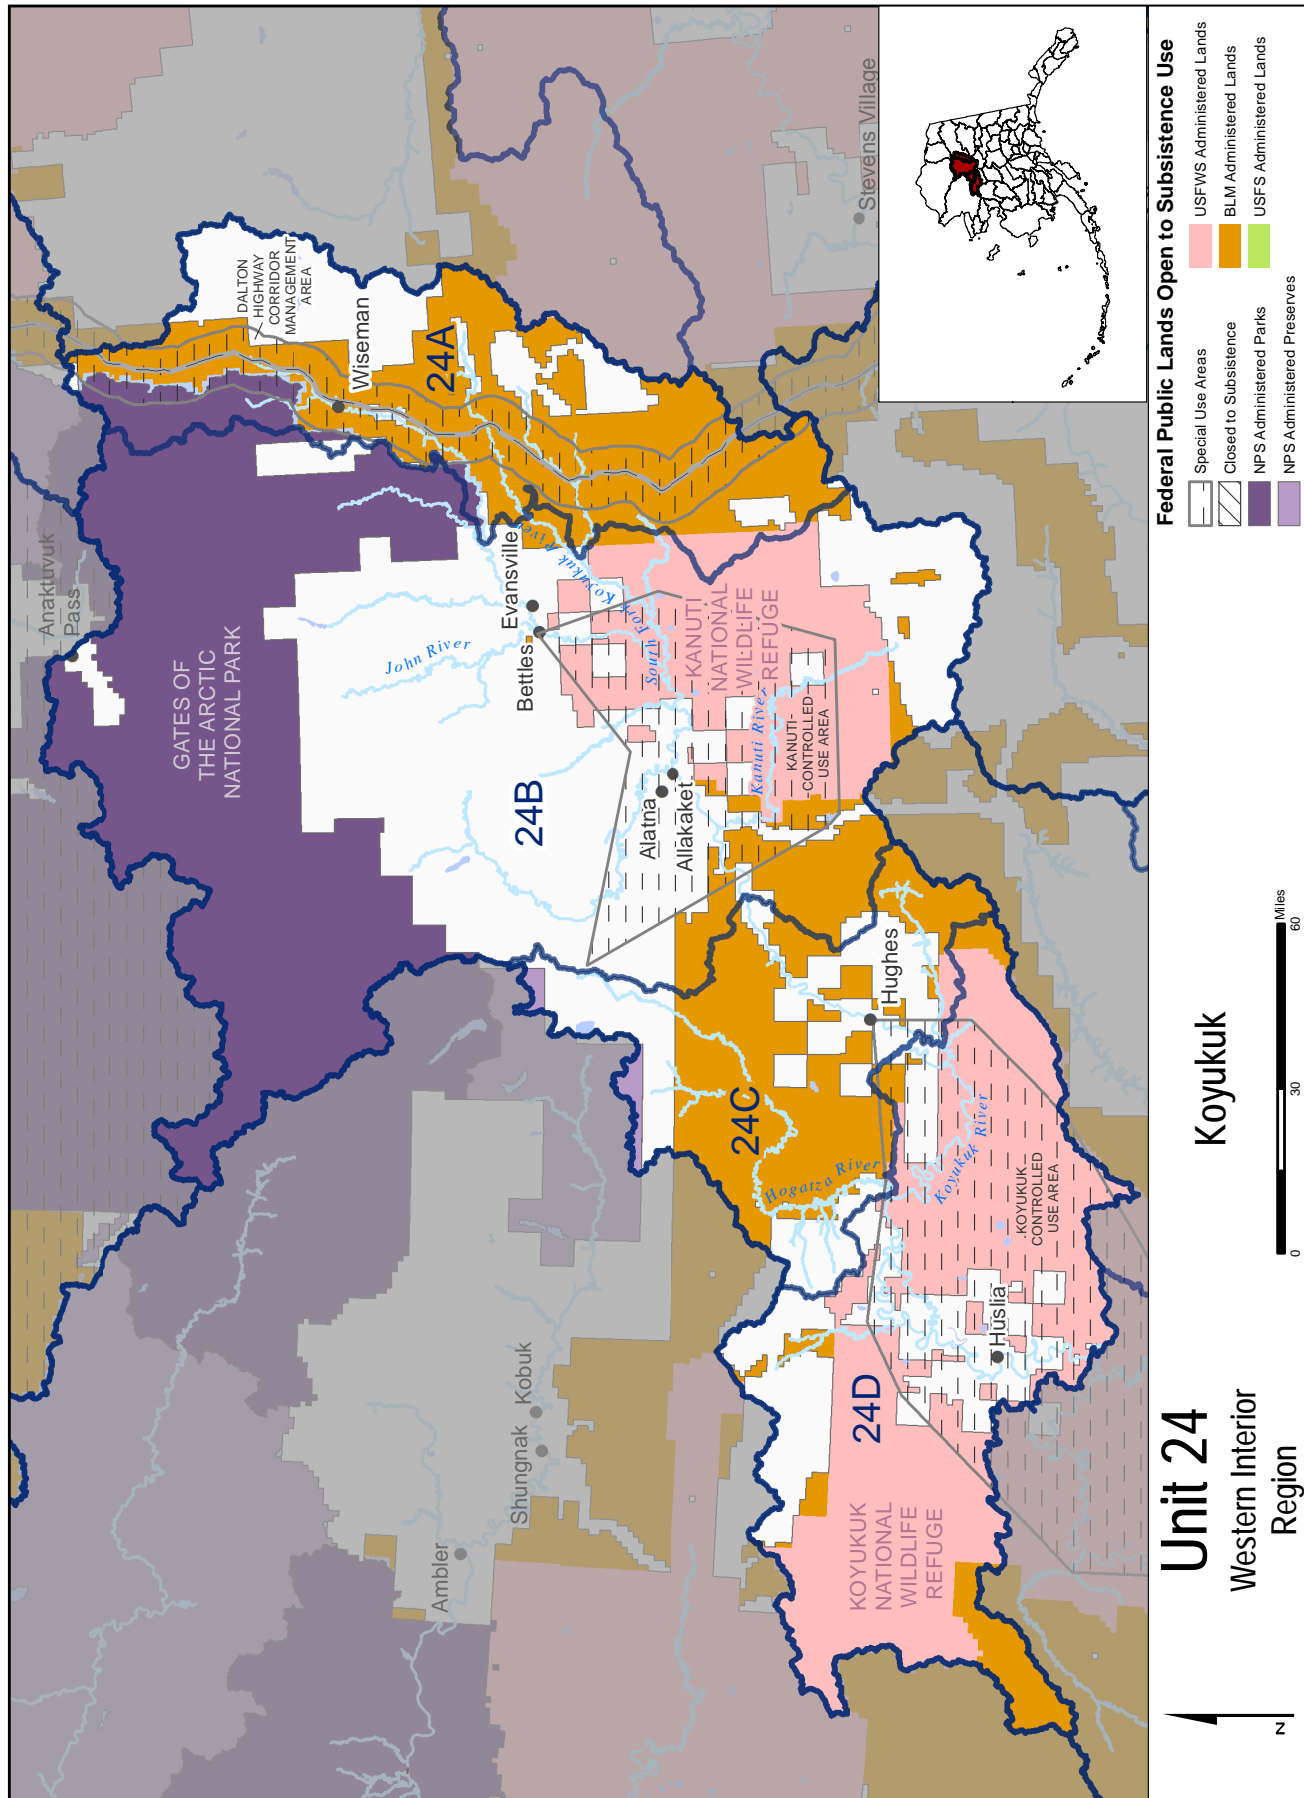 Anaktuvuk
Pass
GATES OF
THE ARCTIC
NATIONAL PARK
DALTON
HIGHWAY
CORRIDOR
MANAGEMENT
AREA
Wiseman
24A
John River
Evansville
Bettles
South Fork Koyukuk River
24B
Alatna
Allakaket
KANUTI
NATIONAL
WILDLIFE
REFUGE
Kanuti River
KANUTI-
CONTROLLED
USE AREA
Stevens Village
Ambler
Shungnak
Kobuk
24C
Hughes
Hogatza River
Koyukuk River
24D
KOYUKUK
CONTROLLED
USE AREA
Huslia
KOYUKUK
NATIONAL
WILDLIFE
REFUGE
N
Unit 24
Western Interior
Region
Koyukuk
0
30
60
Miles
Federal Public Lands Open to Subsistence Use
Special Use Areas
Closed to Subsistence
NPS Administered Parks
NPS Administered Preserves
USFWS Administered Lands
BLM Administered Lands
USFS Administered Lands